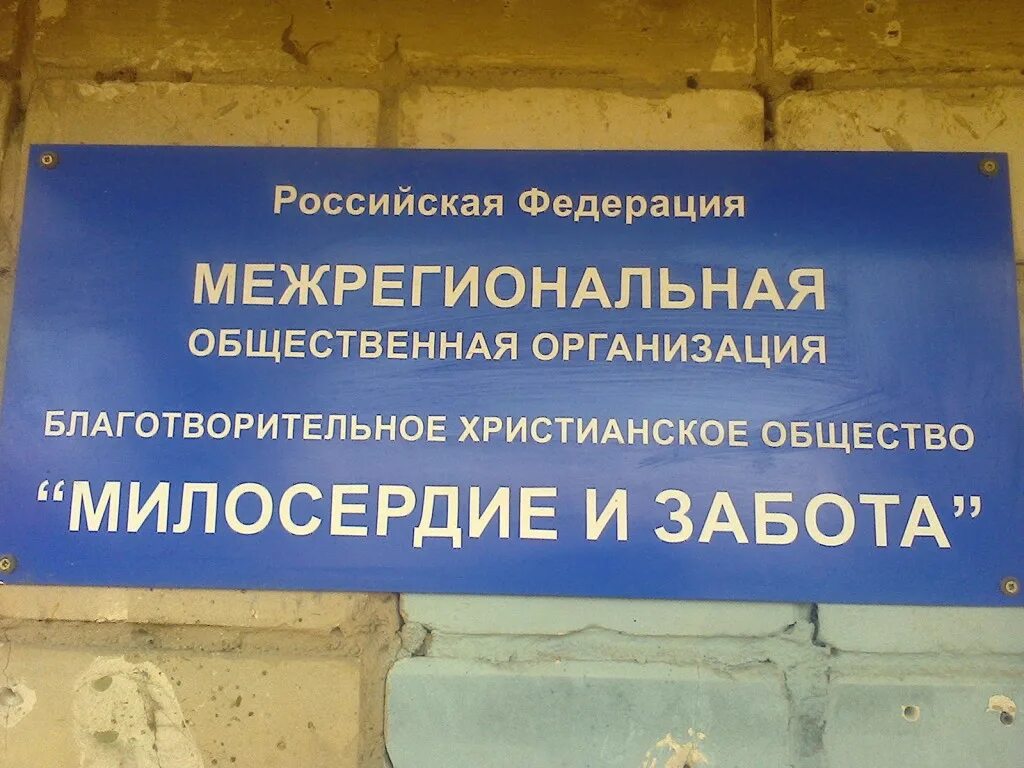 Российская Федерация
МЕЖРЕГИОНАЛЬНАЯ
ОБЩЕСТВЕННАЯ ОРГАНИЗАЦИЯ
БЛАГОТВОРИТЕЛЬНОЕ ХРИСТИАНСКОЕ ОБЩЕСТВО
“МИЛОСЕРДИЕ И ЗАБОТА”